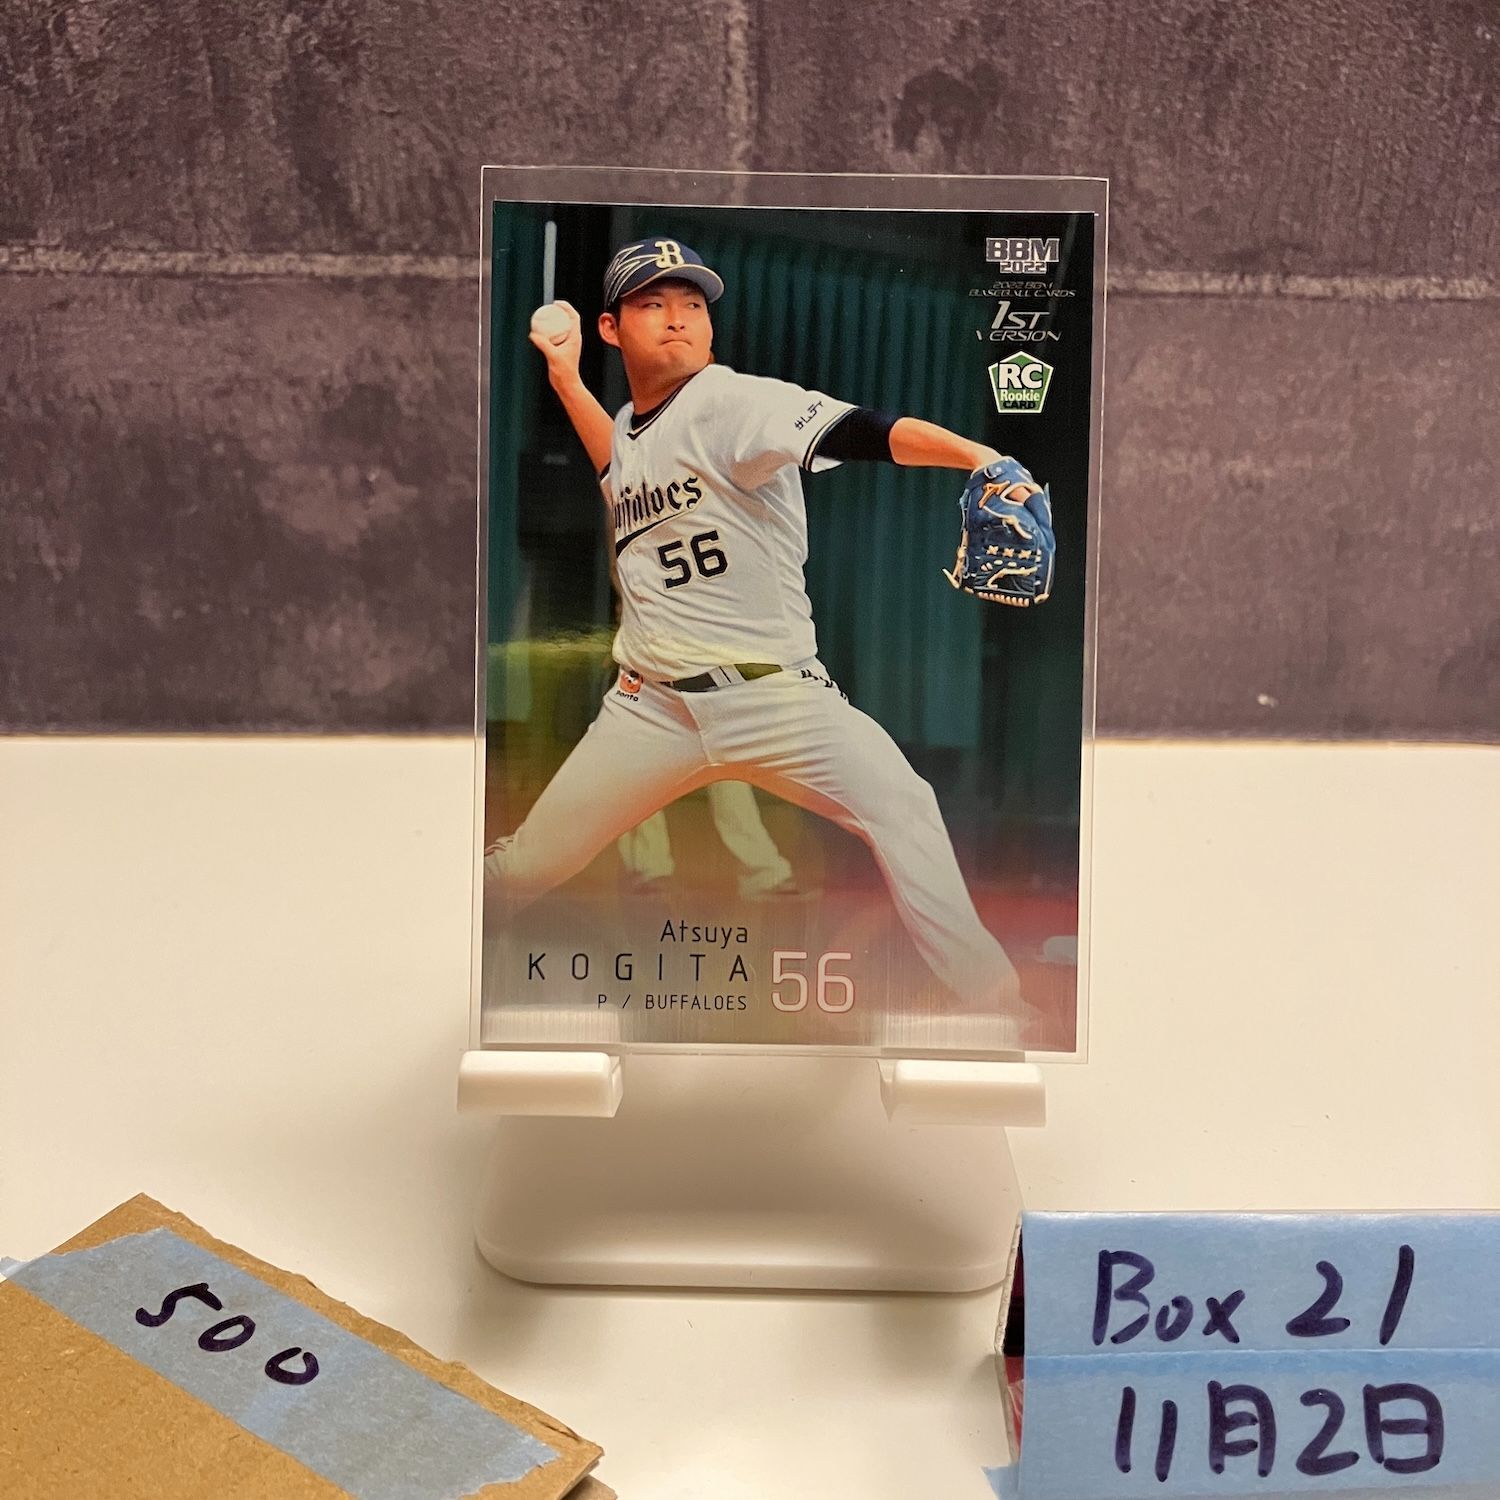 B
BBM
2022
2022 BBM
BASEBALL CARDS
1ST
VERSION
RC
Rookie
CARD
Buffaloes
56
Panto
Atsuya
KOGITA
P / BUFFALOES
56
500
Box 21
11月2日